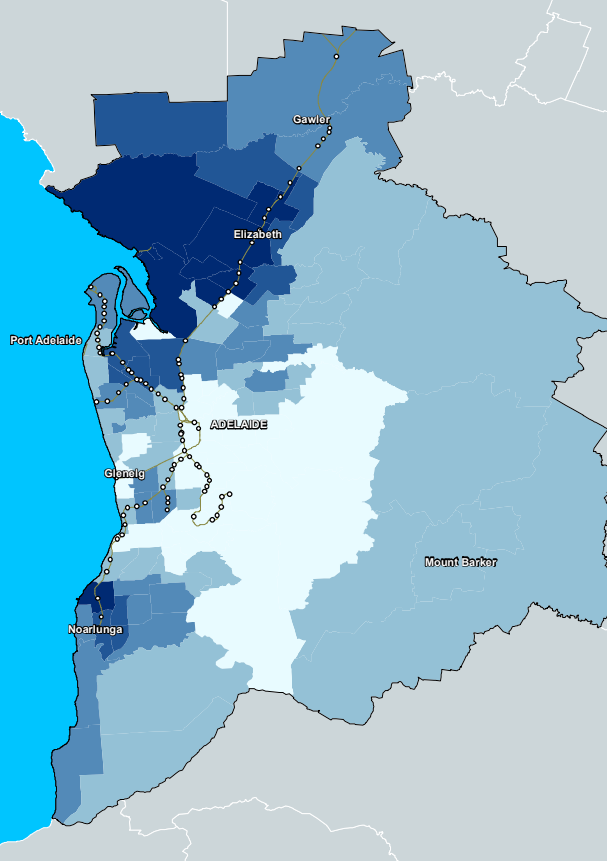 Gawler
Elizabeth
Port Adelaide
ADELAIDE
Glenelg
Mount Barker
Noarlunga